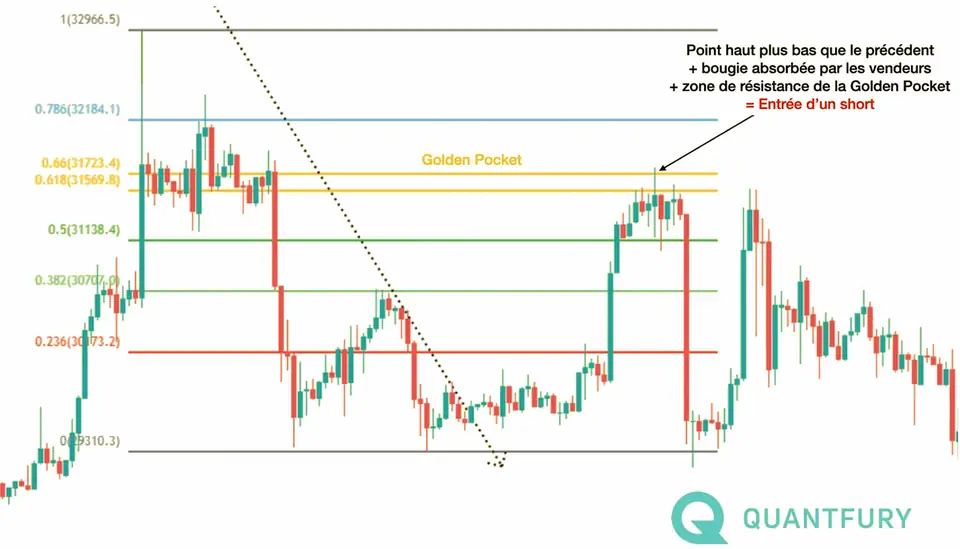 1(32966.5)
Point haut plus bas que le précédent
+ bougie absorbée par les vendeurs
+ zone de résistance de la Golden Pocket
= Entrée d’un short
0.786(32184.1)
Golden Pocket
0.66(31723.4)
0.618(31569.8)
0.5(31138.4)
0.382(30707.0)
0.236(30173.2)
0(29310.3)
QUANTFURY